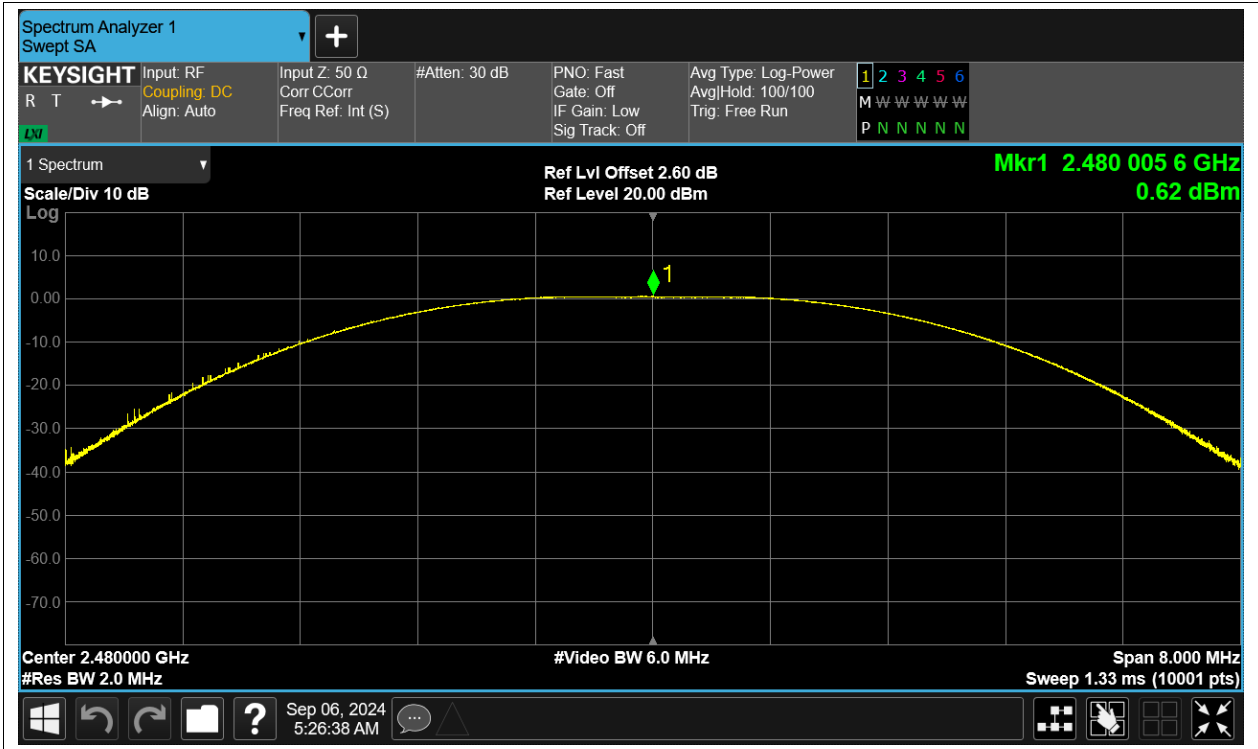 Spectrum Analyzer 1
Swept SA
KEYSIGHT
R T
LXI
Input: RF
Coupling: DC
Align: Auto
Input Z: 50 Ω
Corr CCorr
Freq Ref: Int (S)
#Atten: 30 dB
PNO: Fast
Gate: Off
IF Gain: Low
Sig Track: Off
Avg Type: Log-Power
Avg|Hold: 100/100
Trig: Free Run
1 2 3 4 5 6
M W W W W W
P N N N N N
1 Spectrum
Scale/Div 10 dB
Log
Ref Lvl Offset 2.60 dB
Ref Level 20.00 dBm
Mkr1 2.480 005 6 GHz
0.62 dBm
1
10.0
0.00
-10.0
-20.0
-30.0
-40.0
-50.0
-60.0
-70.0
Center 2.480000 GHz
#Res BW 2.0 MHz
#Video BW 6.0 MHz
Span 8.000 MHz
Sweep 1.33 ms (10001 pts)
?
Sep 06, 2024
5:26:38 AM